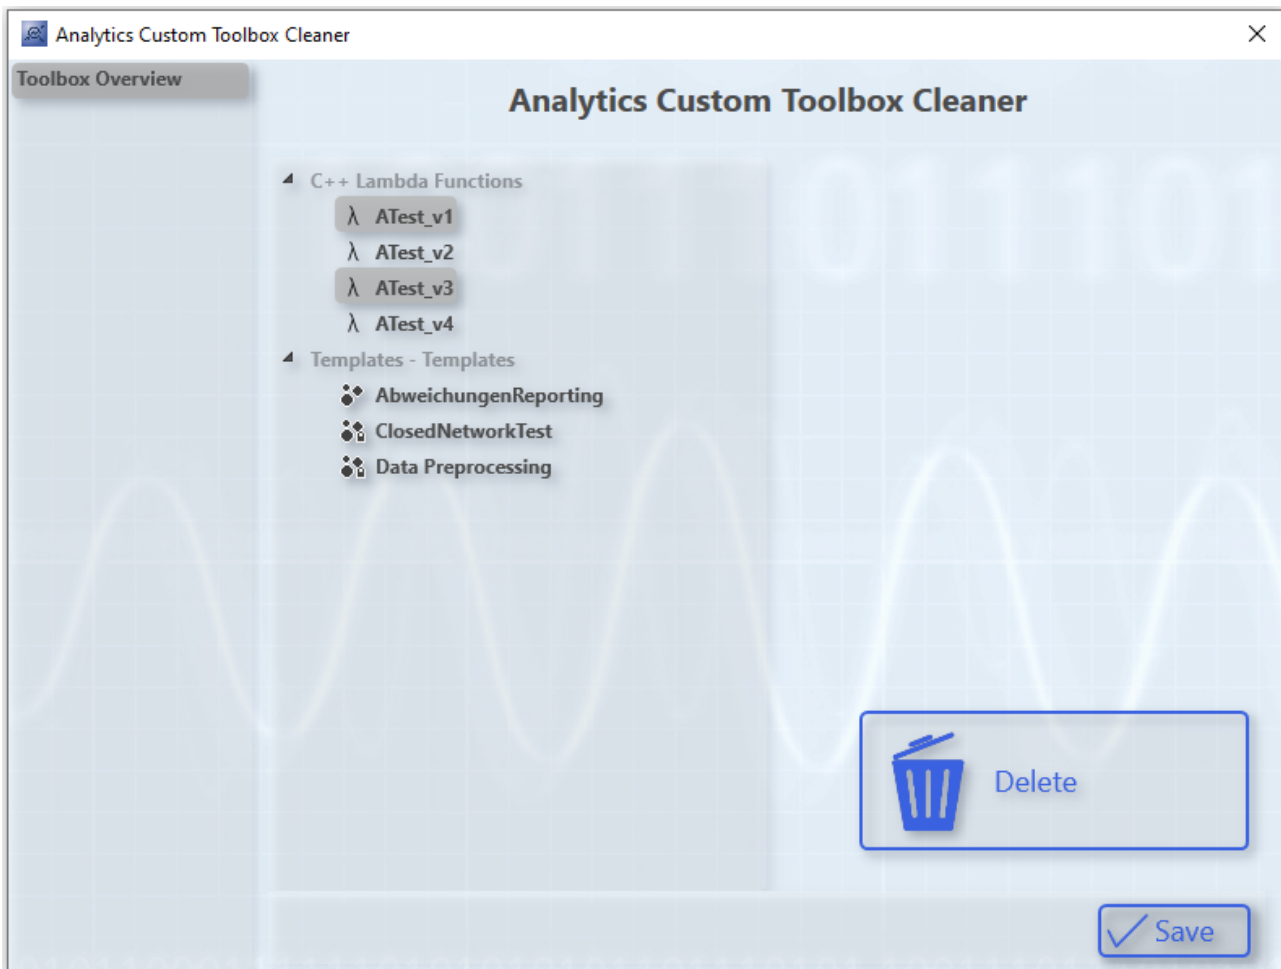 Analytics Custom Toolbox Cleaner
Toolbox Overview
Analytics Custom Toolbox Cleaner
C++ Lambda Functions
λ ATest_v1
λ ATest_v2
λ ATest_v3
λ ATest_v4
Templates - Templates
AbweichungenReporting
ClosedNetworkTest
Data Preprocessing
Delete
Save